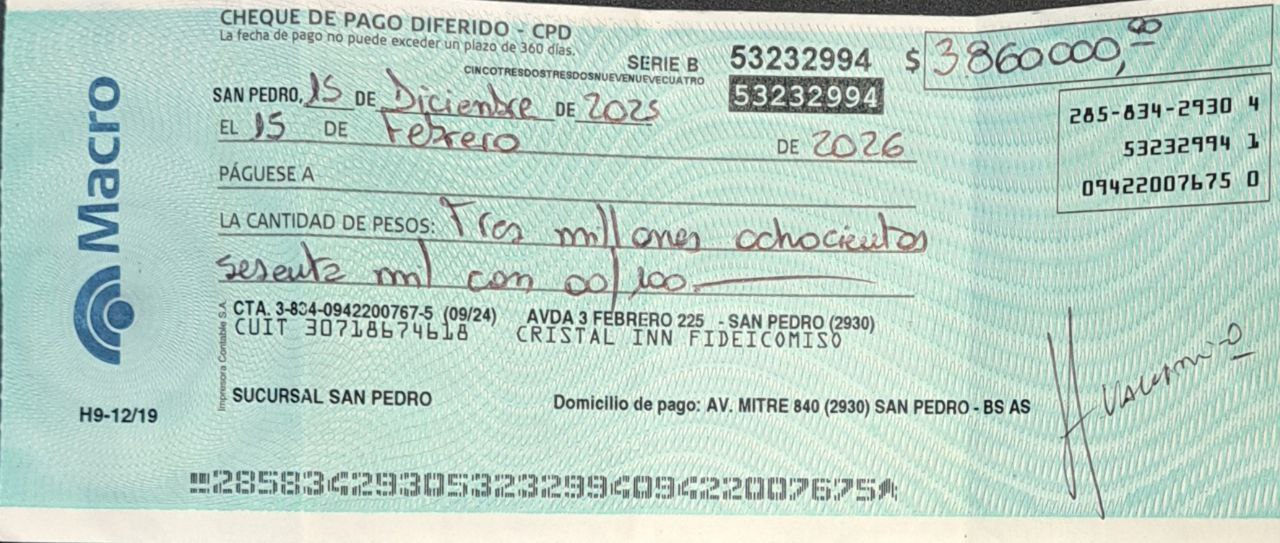 CHEQUE DE PAGO DIFERIDO - CPD
La fecha de pago no puede exceder un plazo de 360 días.
SERIE B 53232994 $ 3.860000,00
CINCOTRESDOSTRESDOSNUEVENUEVECUATRO
53232994
SAN PEDRO, 15 DE Diciembre DE 2025
EL 15 DE Febrero DE 2026
285-834-2930 4
53232994 1
09422007675 0
PÁGUESE A
LA CANTIDAD DE PESOS: Tres millones ochocientos
sesenta mil con 00/100
CTA. 3-834-0942200767-5 (09/24) AVDA 3 FEBRERO 225 - SAN PEDRO (2930)
CUIT 30718674618 CRISTAL INN FIDEICOMISO
SUCURSAL SAN PEDRO
Domicilio de pago: AV. MITRE 840 (2930) SAN PEDRO - BS AS
Macro
H9-12/19
Impresora Contable S.A.
28583429305323299409422007675